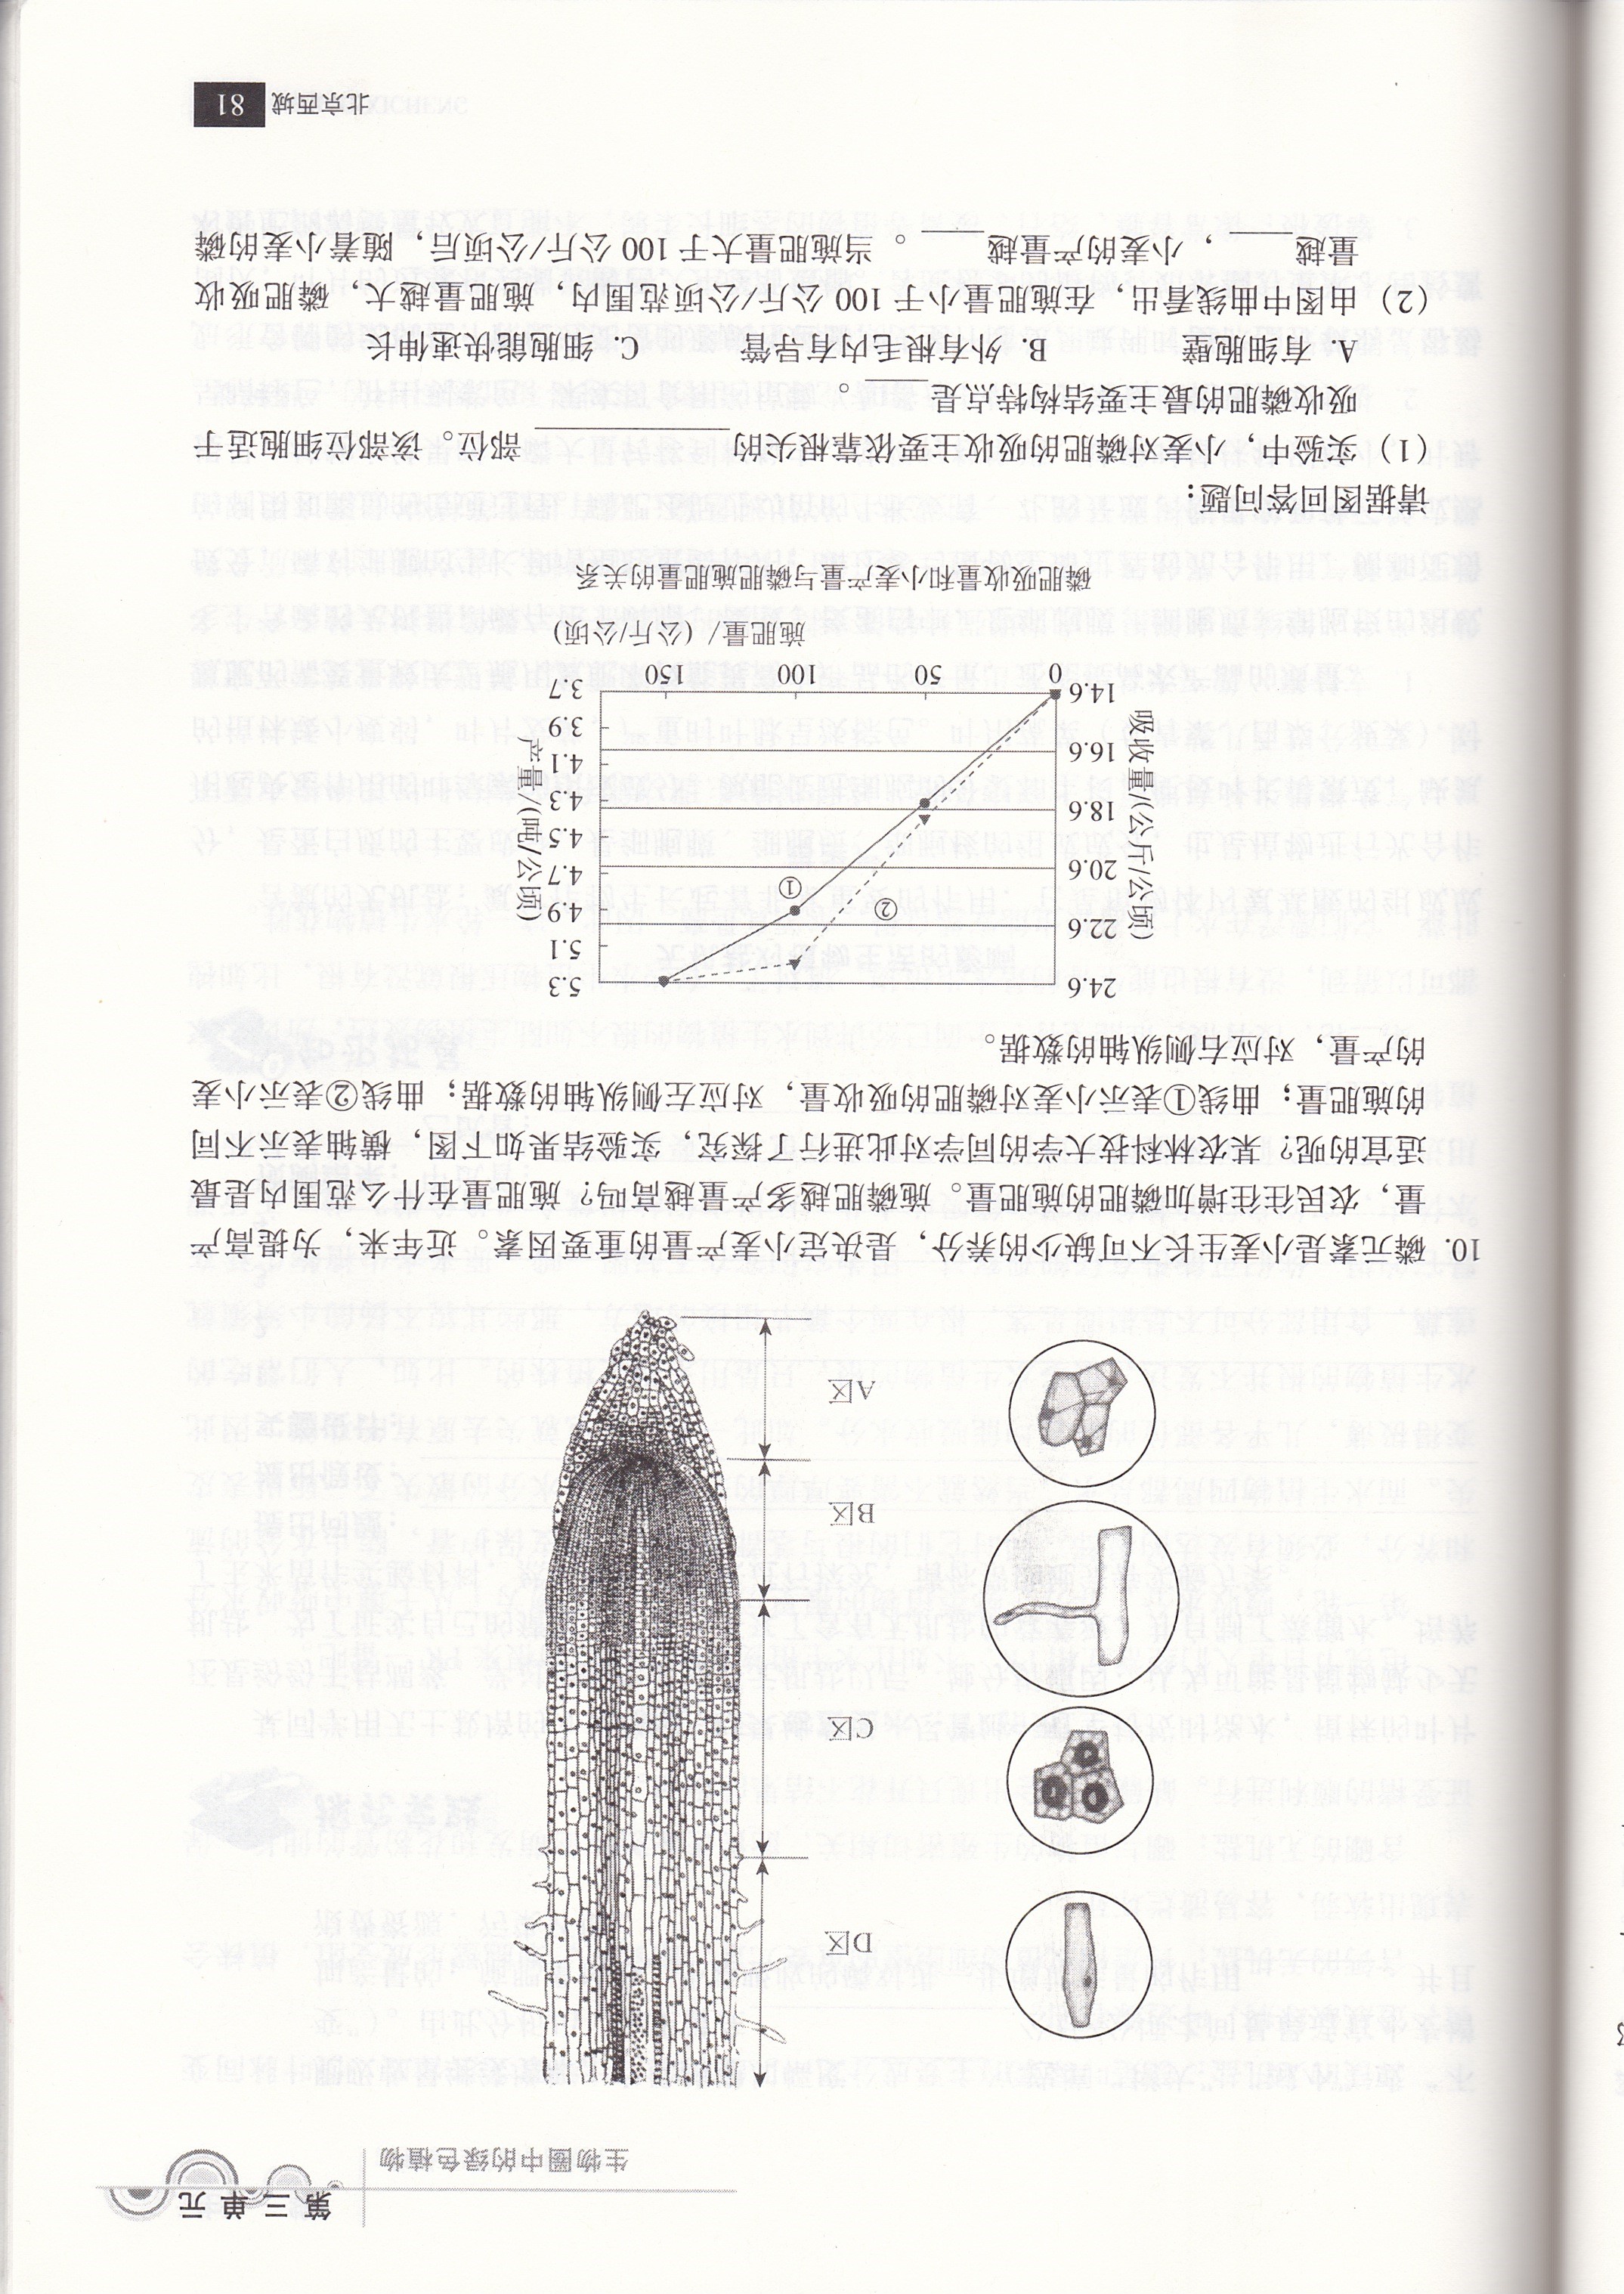 第三单元
生物圈中的绿色植物
D区
C区
B区
A区
10. 磷元素是小麦生长不可缺少的养分，是决定小麦产量的重要因素。近年来，为提高产
量，农民往往增加磷肥的施肥量。施磷肥越多产量越高吗？施肥量在什么范围内是最
适宜的呢？某农林科技大学的同学对此进行了探究，实验结果如下图，横轴表示不同
的施肥量；曲线①表示小麦对磷肥的吸收量，对应左侧纵轴的数据；曲线②表示小麦
的产量，对应右侧纵轴的数据。
吸收量/(公斤/公顷)
24.6
22.6
20.6
18.6
16.6
14.6
②
①
5.3
5.1
4.9
4.7
4.5
4.3
4.1
3.9
3.7
产量/(吨/公顷)
0 50 100 150
施肥量/（公斤/公顷）
磷肥吸收量和小麦产量与磷肥施肥量的关系
请据图回答问题：
（1）实验中，小麦对磷肥的吸收主要依靠根尖的____________部位。该部位细胞适于
吸收磷肥的最主要结构特点是____。
A. 有细胞壁 B. 外有根毛内有导管 C. 细胞能快速伸长
（2）由图中曲线看出，在施肥量小于 100 公斤/公顷范围内，施肥量越大，磷肥吸收
量越____，小麦的产量越____。当施肥量大于 100 公斤/公顷后，随着小麦的磷
北京西城 81